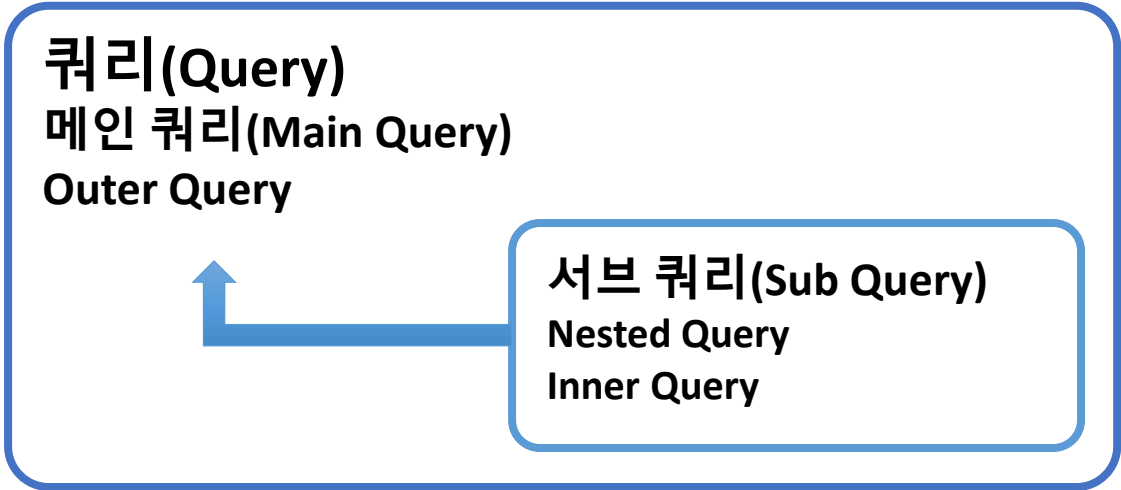 쿼리(Query)
메인 쿼리(Main Query)
Outer Query
서브 쿼리(Sub Query)
Nested Query
Inner Query